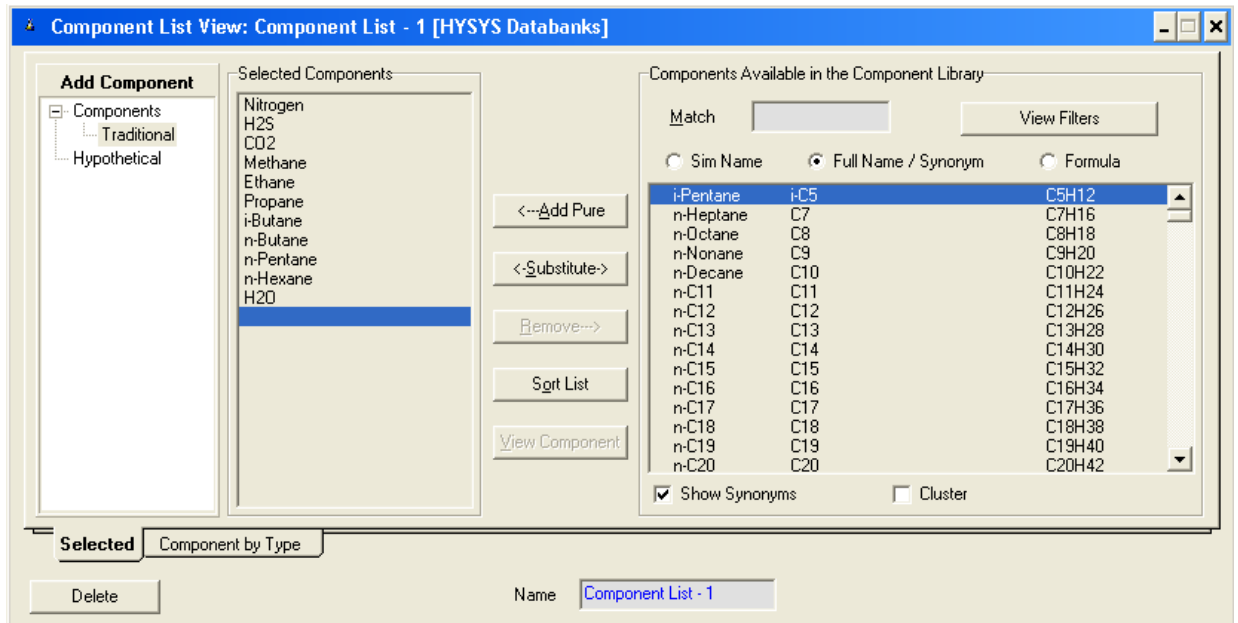 Component List View: Component List - 1 [HYSYS Databanks]
Add Component
Components
Traditional
Hypothetical
Selected Components
Nitrogen
H2S
CO2
Methane
Ethane
Propane
i-Butane
n-Butane
n-Pentane
n-Hexane
H2O
<---Add Pure
<-Substitute->
Remove--->
Sort List
View Component
Components Available in the Component Library
Match
View Filters
Sim Name Full Name / Synonym Formula
i-Pentane i-C5 C5H12
n-Heptane C7 C7H16
n-Octane C8 C8H18
n-Nonane C9 C9H20
n-Decane C10 C10H22
n-C11 C11 C11H24
n-C12 C12 C12H26
n-C13 C13 C13H28
n-C14 C14 C14H30
n-C15 C15 C15H32
n-C16 C16 C16H34
n-C17 C17 C17H36
n-C18 C18 C18H38
n-C19 C19 C19H40
n-C20 C20 C20H42
Show Synonyms Cluster
Selected Component by Type
Delete Name Component List - 1